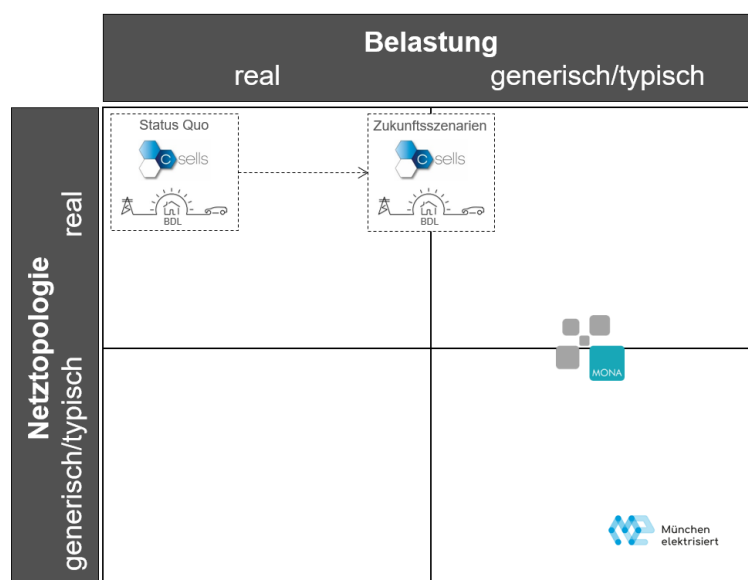 Belastung
real generisch/typisch
Netztopologie
real
generisch/typisch
Status Quo
C sells
BDL
Zukunftsszenarien
C sells
BDL
MONA
München
elektrisiert